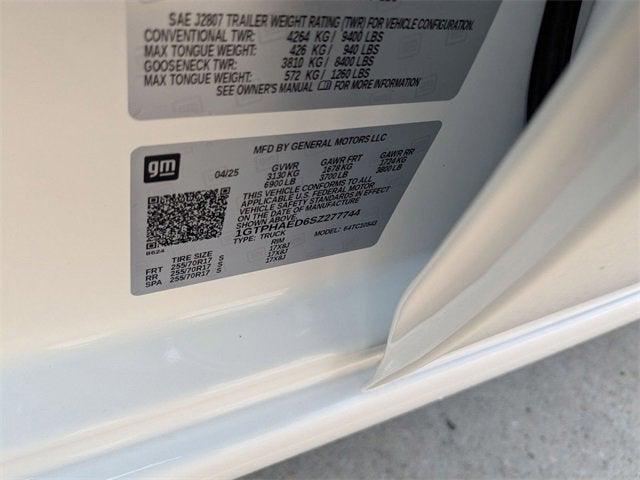 SAE J2807 TRAILER WEIGHT RATING (TWR) FOR VEHICLE CONFIGURATION.
CONVENTIONAL TWR: 4264 KG / 9400 LBS
MAX TONGUE WEIGHT: 426 KG / 940 LBS
GOOSENECK TWR: 3810 KG / 8400 LBS
MAX TONGUE WEIGHT: 572 KG / 1260 LBS
SEE OWNER'S MANUAL FOR MORE INFORMATION
MFD BY GENERAL MOTORS LLC
gm
04/25 GVWR GAWR FRT GAWR RR
3130 KG 1678 KG 1724 KG
6900 LB 3700 LB 3800 LB
THIS VEHICLE CONFORMS TO ALL
APPLICABLE U.S. FEDERAL MOTOR
VEHICLE SAFETY STANDARDS IN EFFECT
ON THE DATE OF MANUFACTURE
SHOWN ABOVE.
1GTPHAED6SZ277744
TYPE: TRUCK MODEL: 64TC10543
8624
TIRE SIZE RIM
FRT 255/70R17 S 17X8J
RR 255/70R17 S 17X8J
SPA 255/70R17 S 17X8J